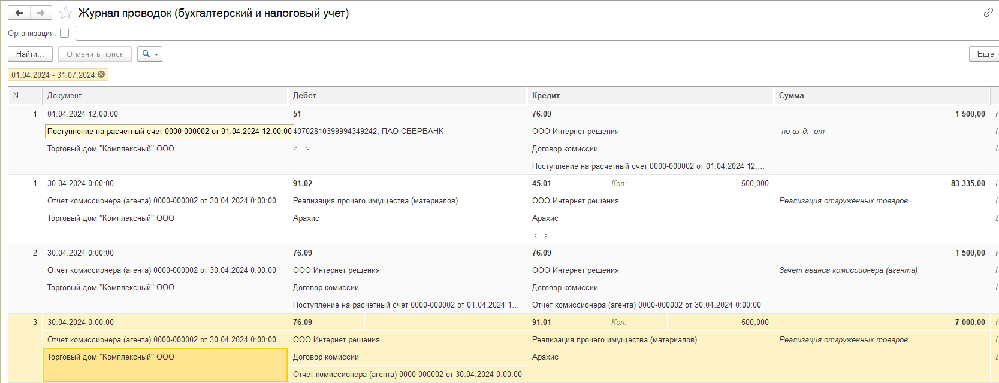 Журнал проводок (бухгалтерский и налоговый учет)
Организация:
Найти...
Отменить поиск
Еще
01.04.2024 - 31.07.2024
N Документ Дебет Кредит Сумма
1 01.04.2024 12:00:00 51 76.09 1 500,00
Поступление на расчетный счет 0000-000002 от 01.04.2024 12:00:00 40702810399994349242, ПАО СБЕРБАНК ООО Интернет решения по вх.д. от
Торговый дом "Комплексный" ООО <...> Договор комиссии
Поступление на расчетный счет 0000-000002 от 01.04.2024 12:...
1 30.04.2024 0:00:00 91.02 45.01 Кол: 500,000 83 335,00
Отчет комиссионера (агента) 0000-000002 от 30.04.2024 0:00:00 Реализация прочего имущества (материалов) ООО Интернет решения Реализация отгруженных товаров
Торговый дом "Комплексный" ООО Арахис Арахис
<...>
2 30.04.2024 0:00:00 76.09 76.09 1 500,00
Отчет комиссионера (агента) 0000-000002 от 30.04.2024 0:00:00 ООО Интернет решения ООО Интернет решения Зачет аванса комиссионера (агента)
Торговый дом "Комплексный" ООО Договор комиссии Договор комиссии
Поступление на расчетный счет 0000-000002 от 01.04.2024 1... Отчет комиссионера (агента) 0000-000002 от 30.04.2024 0:00:00
3 30.04.2024 0:00:00 76.09 91.01 Кол: 500,000 7 000,00
Отчет комиссионера (агента) 0000-000002 от 30.04.2024 0:00:00 ООО Интернет решения Реализация прочего имущества (материалов) Реализация отгруженных товаров
Торговый дом "Комплексный" ООО Договор комиссии Арахис
Отчет комиссионера (агента) 0000-000002 от 30.04.2024 0:00:00